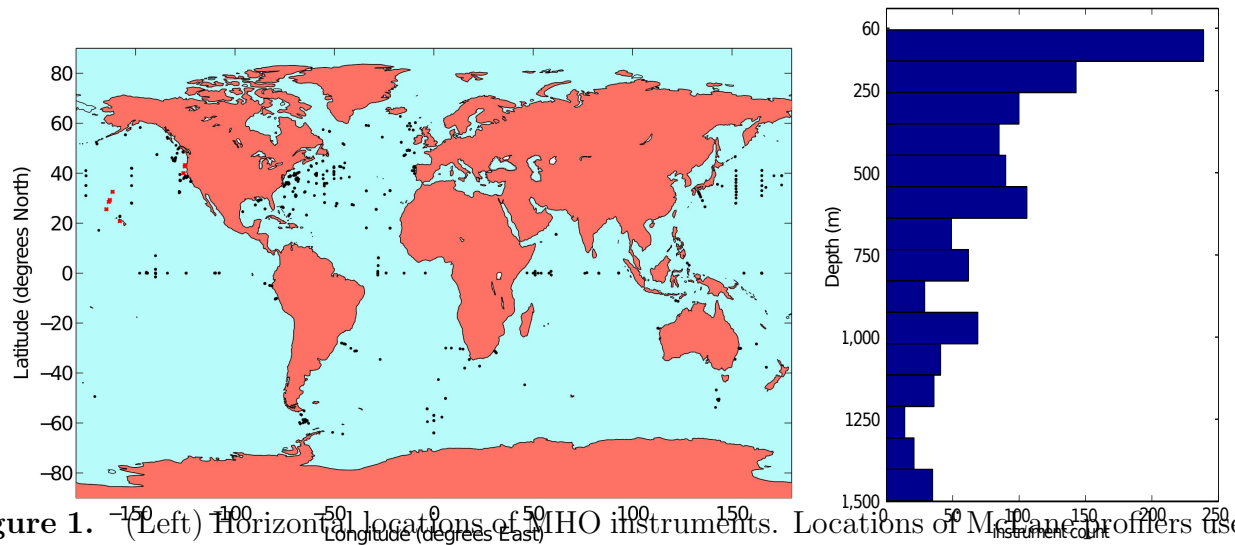 Latitude (degrees North)
80
60
40
20
0
−20
−40
−60
−80
−150 −100 −50 0 50 100 150
Longitude (degrees East)
Depth (m)
60
250
500
750
1,000
1250
1,500
50 100 150 200 250
Instrument count
gure 1. (Left) Horizontal locations of MHO instruments. Locations of McLane profilers use